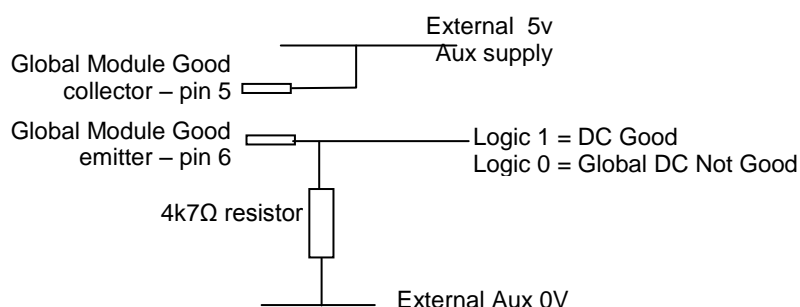 External 5v
Aux supply
Global Module Good
collector – pin 5
Global Module Good
emitter – pin 6
Logic 1 = DC Good
Logic 0 = Global DC Not Good
4k7Ω resistor
External Aux 0V